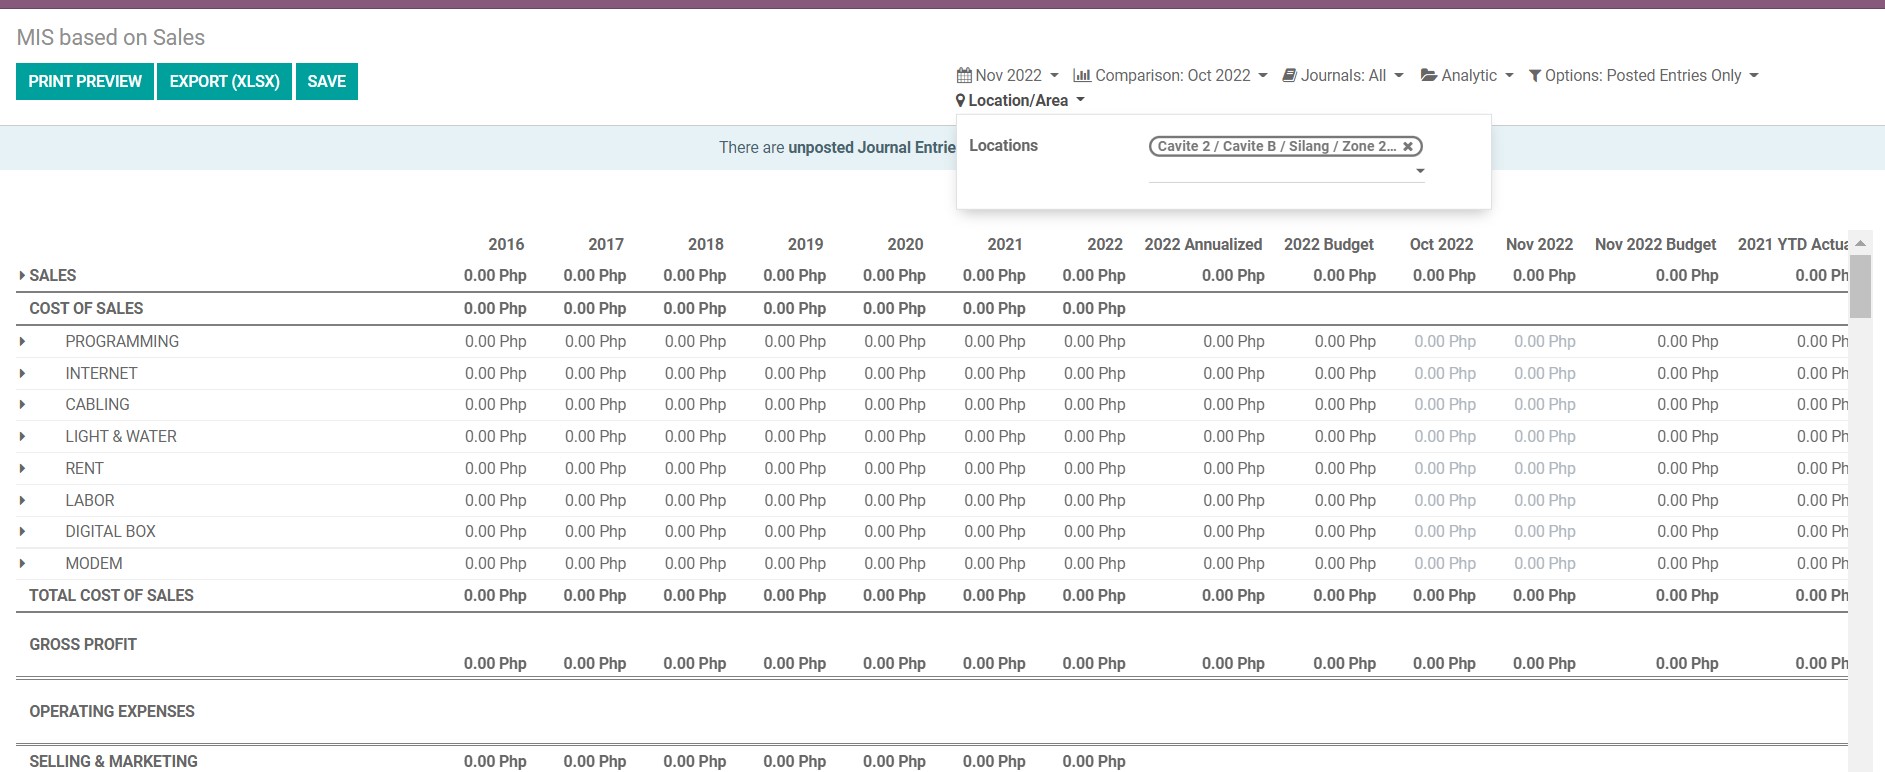 MIS based on Sales
PRINT PREVIEW EXPORT (XLSX) SAVE
Nov 2022 Comparison: Oct 2022 Journals: All Analytic Options: Posted Entries Only
Location/Area
There are unposted Journal Entrie
Locations Cavite 2 / Cavite B / Silang / Zone 2...
2016 2017 2018 2019 2020 2021 2022 2022 Annualized 2022 Budget Oct 2022 Nov 2022 Nov 2022 Budget 2021 YTD Actua
SALES 0.00 Php 0.00 Php 0.00 Php 0.00 Php 0.00 Php 0.00 Php 0.00 Php 0.00 Php 0.00 Php 0.00 Php 0.00 Php 0.00 Php 0.00 Ph
COST OF SALES 0.00 Php 0.00 Php 0.00 Php 0.00 Php 0.00 Php 0.00 Php 0.00 Php
PROGRAMMING 0.00 Php 0.00 Php 0.00 Php 0.00 Php 0.00 Php 0.00 Php 0.00 Php 0.00 Php 0.00 Php 0.00 Php 0.00 Php 0.00 Php 0.00 Ph
INTERNET 0.00 Php 0.00 Php 0.00 Php 0.00 Php 0.00 Php 0.00 Php 0.00 Php 0.00 Php 0.00 Php 0.00 Php 0.00 Php 0.00 Php 0.00 Ph
CABLING 0.00 Php 0.00 Php 0.00 Php 0.00 Php 0.00 Php 0.00 Php 0.00 Php 0.00 Php 0.00 Php 0.00 Php 0.00 Php 0.00 Php 0.00 Ph
LIGHT & WATER 0.00 Php 0.00 Php 0.00 Php 0.00 Php 0.00 Php 0.00 Php 0.00 Php 0.00 Php 0.00 Php 0.00 Php 0.00 Php 0.00 Php 0.00 Ph
RENT 0.00 Php 0.00 Php 0.00 Php 0.00 Php 0.00 Php 0.00 Php 0.00 Php 0.00 Php 0.00 Php 0.00 Php 0.00 Php 0.00 Php 0.00 Ph
LABOR 0.00 Php 0.00 Php 0.00 Php 0.00 Php 0.00 Php 0.00 Php 0.00 Php 0.00 Php 0.00 Php 0.00 Php 0.00 Php 0.00 Php 0.00 Ph
DIGITAL BOX 0.00 Php 0.00 Php 0.00 Php 0.00 Php 0.00 Php 0.00 Php 0.00 Php 0.00 Php 0.00 Php 0.00 Php 0.00 Php 0.00 Php 0.00 Ph
MODEM 0.00 Php 0.00 Php 0.00 Php 0.00 Php 0.00 Php 0.00 Php 0.00 Php 0.00 Php 0.00 Php 0.00 Php 0.00 Php 0.00 Php 0.00 Ph
TOTAL COST OF SALES 0.00 Php 0.00 Php 0.00 Php 0.00 Php 0.00 Php 0.00 Php 0.00 Php 0.00 Php 0.00 Php 0.00 Php 0.00 Php 0.00 Php 0.00 Ph
GROSS PROFIT
0.00 Php 0.00 Php 0.00 Php 0.00 Php 0.00 Php 0.00 Php 0.00 Php 0.00 Php 0.00 Php 0.00 Php 0.00 Php 0.00 Php 0.00 Ph
OPERATING EXPENSES
SELLING & MARKETING 0.00 Php 0.00 Php 0.00 Php 0.00 Php 0.00 Php 0.00 Php 0.00 Php